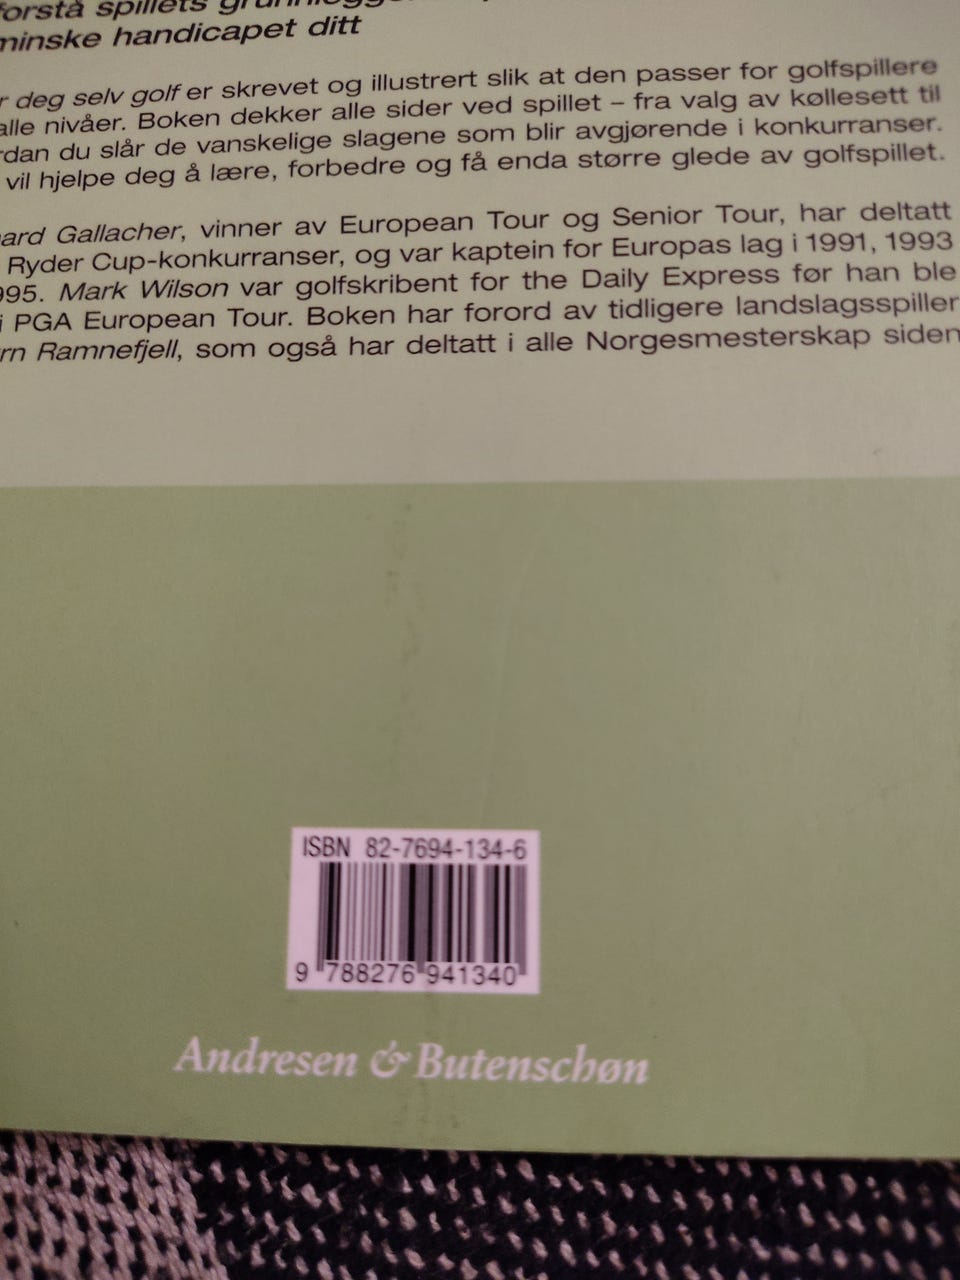 forstå spillets
minske handicapet ditt
r deg selv golf er skrevet og illustrert slik at den passer for golfspillere
alle nivåer. Boken dekker alle sider ved spillet – fra valg av køllesett til
rdan du slår de vanskelige slagene som blir avgjørende i konkurranser.
vil hjelpe deg å lære, forbedre og få enda større glede av golfspillet.
ard Gallacher, vinner av European Tour og Senior Tour, har deltatt
Ryder Cup-konkurranser, og var kaptein for Europas lag i 1991, 1993
995. Mark Wilson var golfskribent for the Daily Express før han ble
i PGA European Tour. Boken har forord av tidligere landslagsspiller
rn Ramnefjell, som også har deltatt i alle Norgesmesterskap siden
ISBN 82-7694-134-6
9 788276 941340
Andresen & Butenschøn